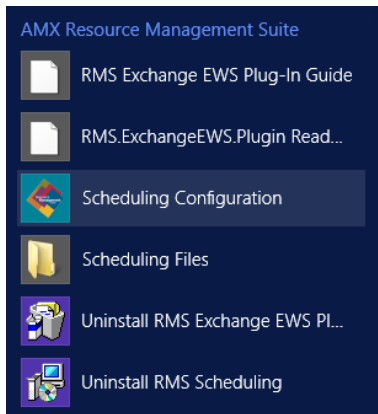 AMX Resource Management Suite
RMS Exchange EWS Plug-In Guide
RMS.ExchangeEWS.Plugin Read...
Scheduling Configuration
Scheduling Files
Uninstall RMS Exchange EWS Pl...
Uninstall RMS Scheduling